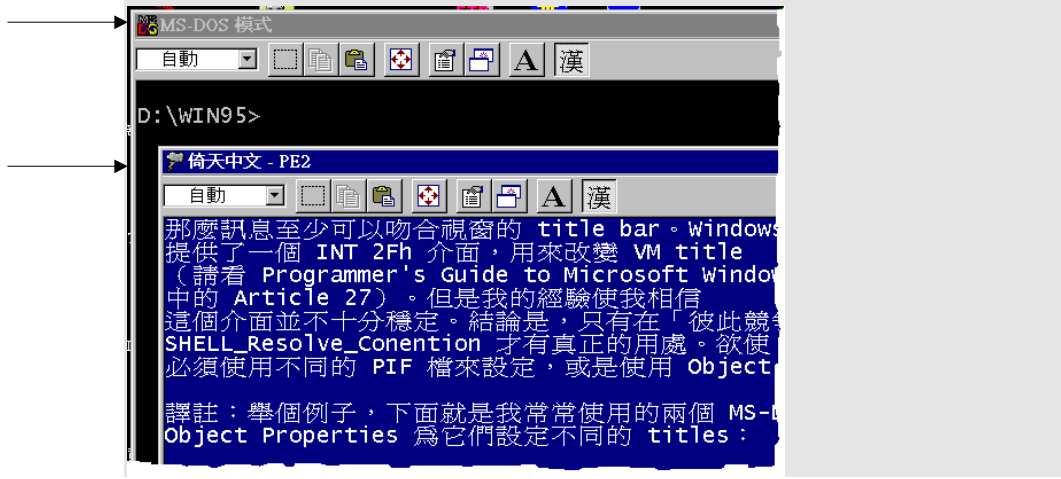 MS-DOS 模式
自動 A 漢
D:\WIN95>
倚天中文 - PE2
自動 A 漢
那麼訊息至少可以吻合視窗的 title bar。Windows
提供了一個 INT 2Fh 介面，用來改變 VM title
（請看 Programmer's Guide to Microsoft Window
中的 Article 27）。但是我的經驗使我相信
這個介面並不十分穩定。結論是，只有在「彼此競爭
SHELL_Resolve_Conention 才有真正的用處。欲使
必須使用不同的 PIF 檔來設定，或是使用 Object
譯註：舉個例子，下面就是我常常使用的兩個 MS-D
Object Properties 爲它們設定不同的 titles：